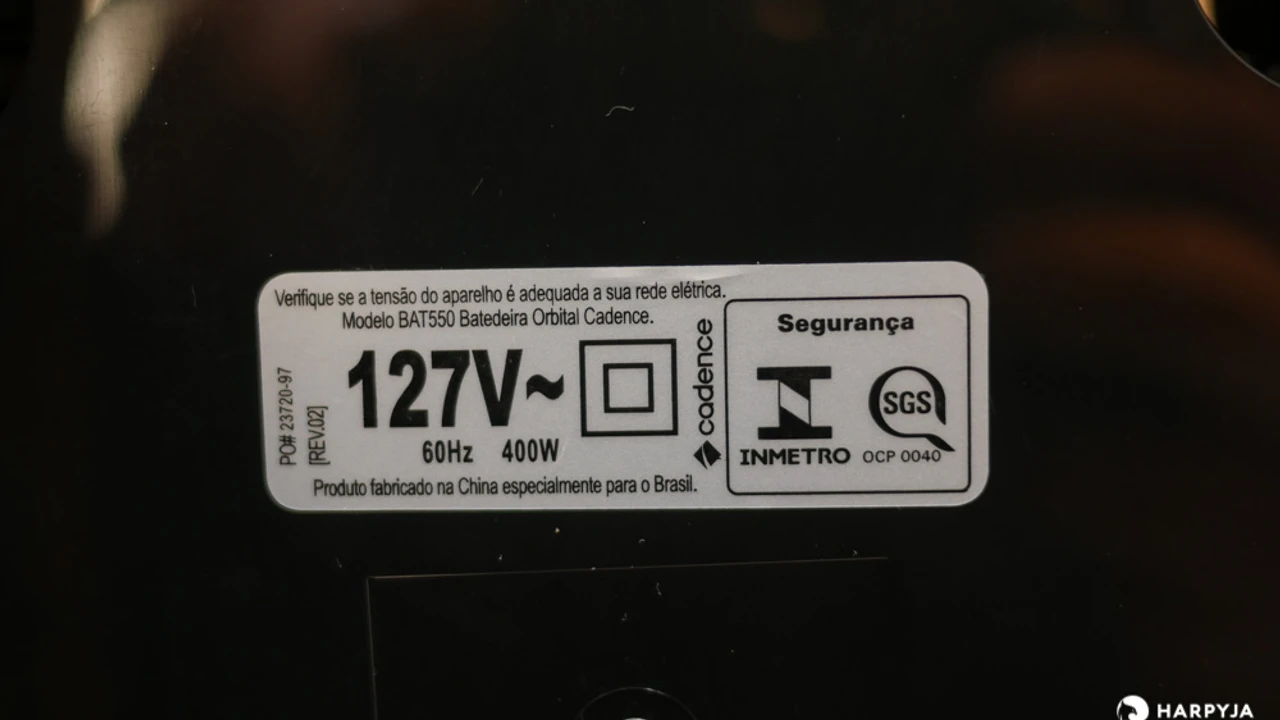 Verifique se a tensão do aparelho é adequada a sua rede elétrica.
Modelo BAT550 Batedeira Orbital Cadence.
PO# 23720-97
[REV.02]
127V~
60Hz 400W
Produto fabricado na China especialmente para o Brasil.
cadence
Segurança
INMETRO
SGS
OCP 0040
HARPYJA